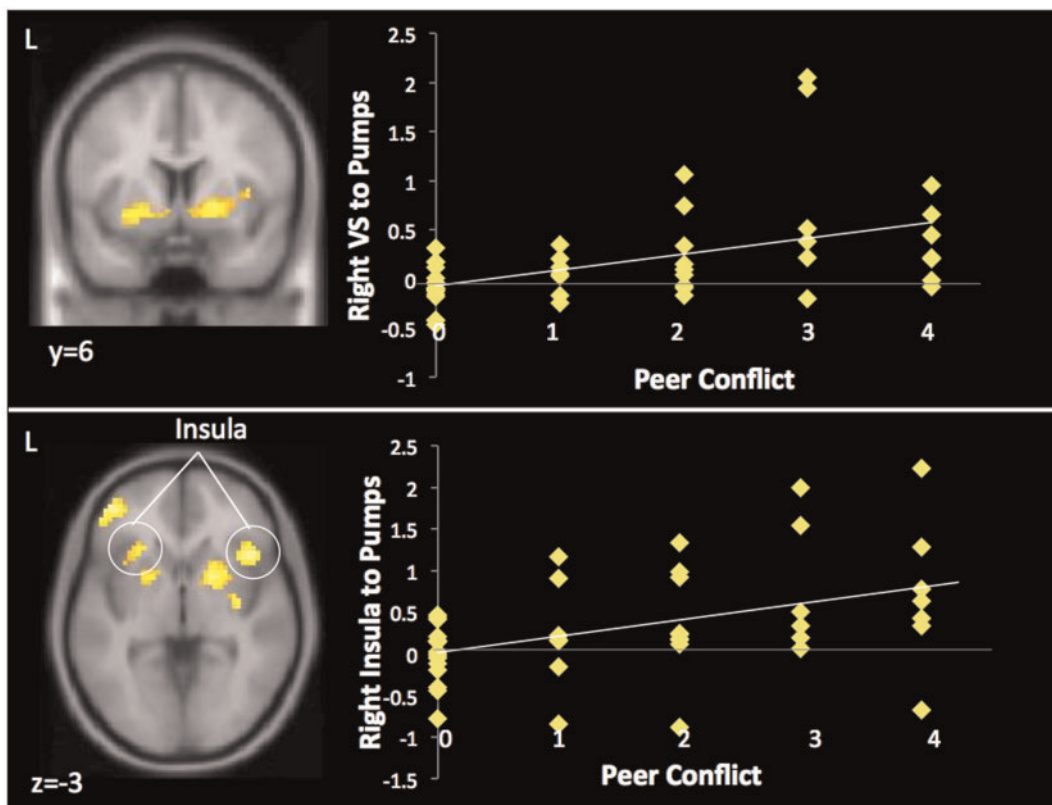 L
y=6
Right VS to Pumps
2.5
2
1.5
1
0.5
0
-0.5
-1
0 1 2 3 4
Peer Conflict
L
Insula
z=-3
Right Insula to Pumps
2.5
2
1.5
1
0.5
0
-0.5
-1
-1.5
0 1 2 3 4
Peer Conflict